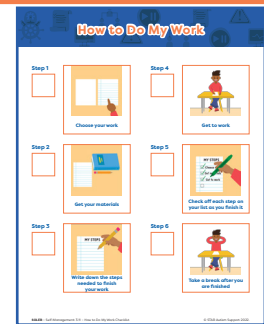 How to Do My Work
Step 1
Choose your work
Step 2
Get your materials
Step 3
MY STEPS
Write down the steps
needed to finish
your work
Step 4
Get to work
Step 5
MY STEPS
Check off each step on
your list as you finish it
Step 6
Take a break after you
are finished